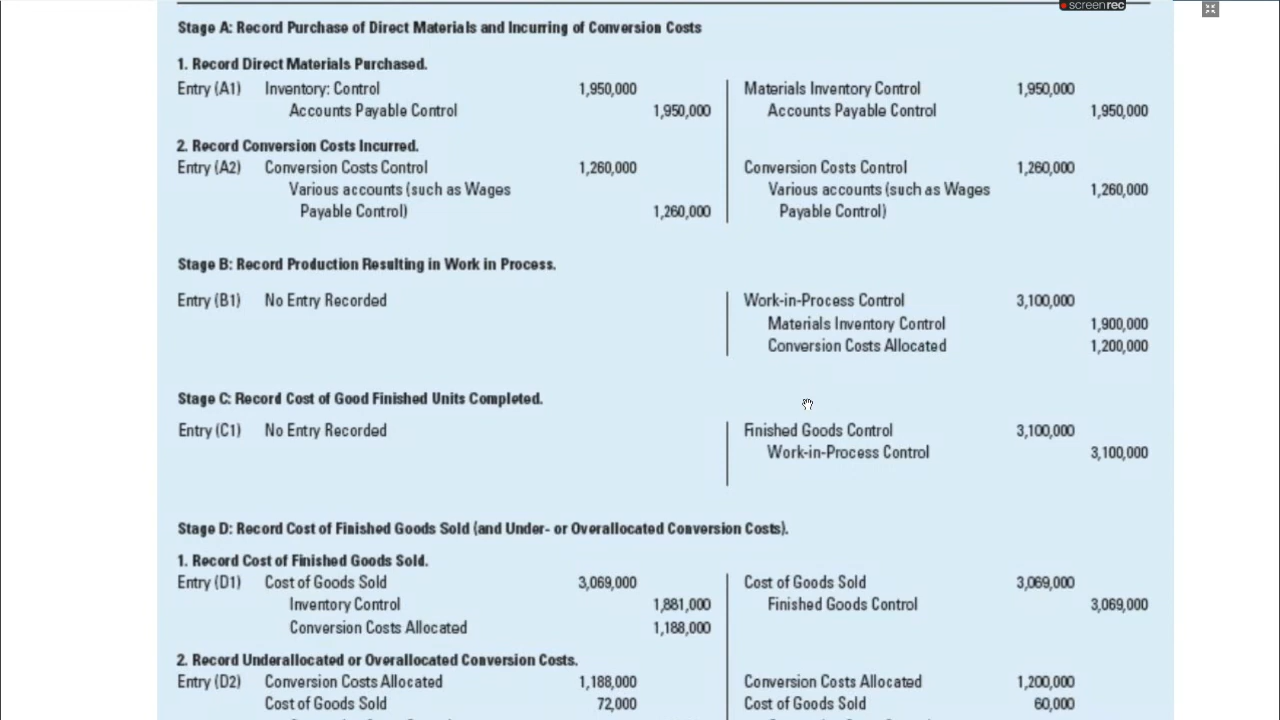 screenrec
Stage A: Record Purchase of Direct Materials and Incurring of Conversion Costs
1. Record Direct Materials Purchased.
Entry (A1) Inventory: Control 1,950,000 Materials Inventory Control 1,950,000
Accounts Payable Control 1,950,000 Accounts Payable Control 1,950,000
2. Record Conversion Costs Incurred.
Entry (A2) Conversion Costs Control 1,260,000 Conversion Costs Control 1,260,000
Various accounts (such as Wages Various accounts (such as Wages 1,260,000
Payable Control) 1,260,000 Payable Control)
Stage B: Record Production Resulting in Work in Process.
Entry (B1) No Entry Recorded Work-in-Process Control 3,100,000
Materials Inventory Control 1,900,000
Conversion Costs Allocated 1,200,000
Stage C: Record Cost of Good Finished Units Completed.
Entry (C1) No Entry Recorded Finished Goods Control 3,100,000
Work-in-Process Control 3,100,000
Stage D: Record Cost of Finished Goods Sold (and Under- or Overallocated Conversion Costs).
1. Record Cost of Finished Goods Sold.
Entry (D1) Cost of Goods Sold 3,069,000 Cost of Goods Sold 3,069,000
Inventory Control 1,881,000 Finished Goods Control 3,069,000
Conversion Costs Allocated 1,188,000
2. Record Underallocated or Overallocated Conversion Costs.
Entry (D2) Conversion Costs Allocated 1,188,000 Conversion Costs Allocated 1,200,000
Cost of Goods Sold 72,000 Cost of Goods Sold 60,000